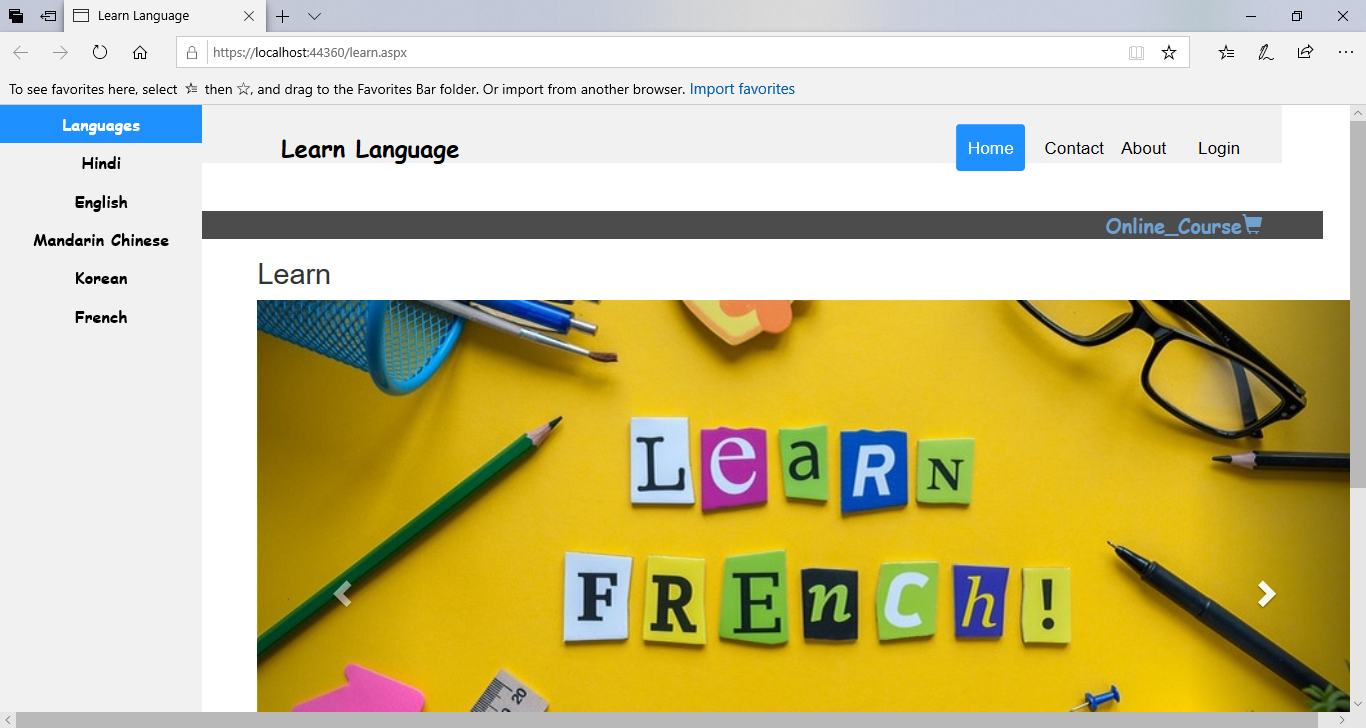 Learn Language
https://localhost:44360/learn.aspx
To see favorites here, select then , and drag to the Favorites Bar folder. Or import from another browser. Import favorites
Languages
Hindi
English
Mandarin Chinese
Korean
French
Learn Language
Home Contact About Login
Online_Course
Learn
LeaRN
FREnCh!
20